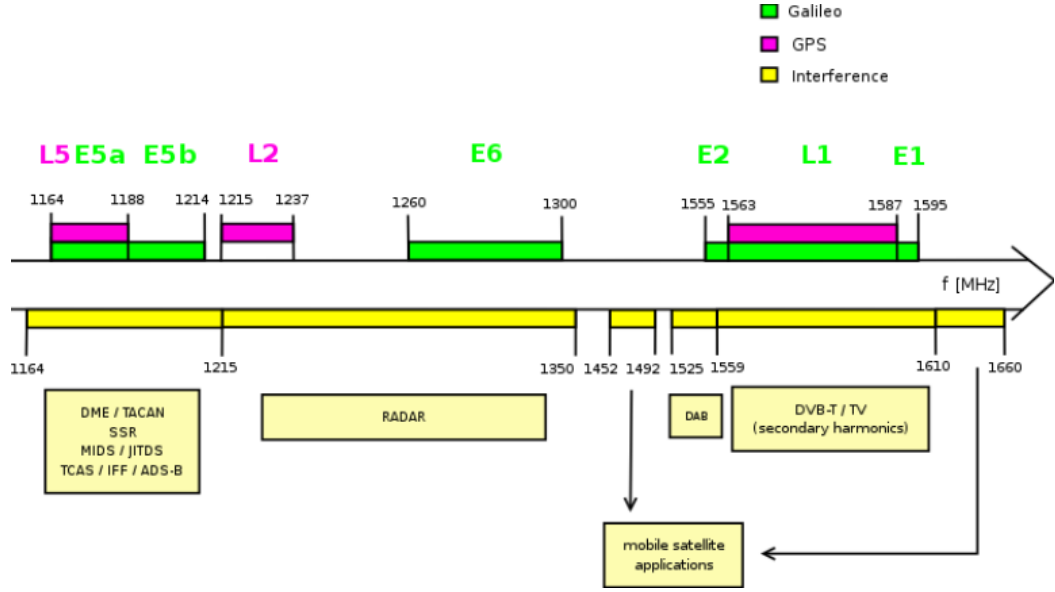 Galileo
GPS
Interference
L5 E5a E5b L2 E6 E2 L1 E1
1164 1188 1214 1215 1237 1260 1300 1555 1563 1587 1595
f [MHz]
1164 1215 1350 1452 1492 1525 1559 1610 1660
DME / TACAN
SSR
MIDS / JITDS
TCAS / IFF / ADS-B
RADAR
DAB
DVB-T / TV
(secondary harmonics)
mobile satellite
applications